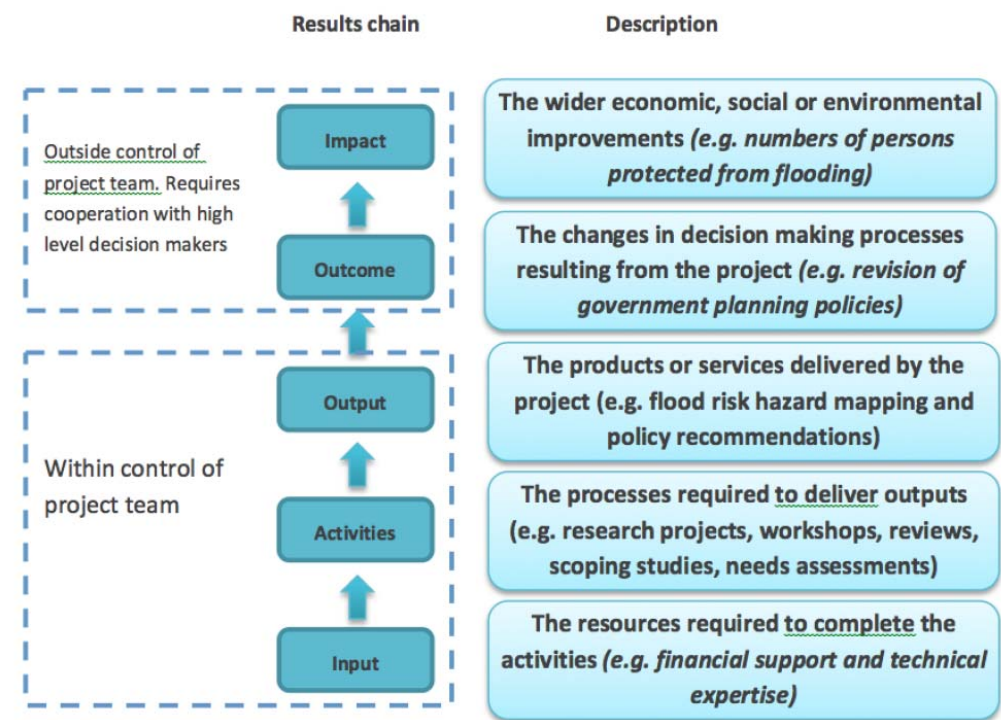 Results chain
Description
Outside control of
project team. Requires
cooperation with high
level decision makers
Impact
The wider economic, social or environmental
improvements (e.g. numbers of persons
protected from flooding)
Outcome
The changes in decision making processes
resulting from the project (e.g. revision of
government planning policies)
Within control of
project team
Output
The products or services delivered by the
project (e.g. flood risk hazard mapping and
policy recommendations)
Activities
The processes required to deliver outputs
(e.g. research projects, workshops, reviews,
scoping studies, needs assessments)
Input
The resources required to complete the
activities (e.g. financial support and technical
expertise)